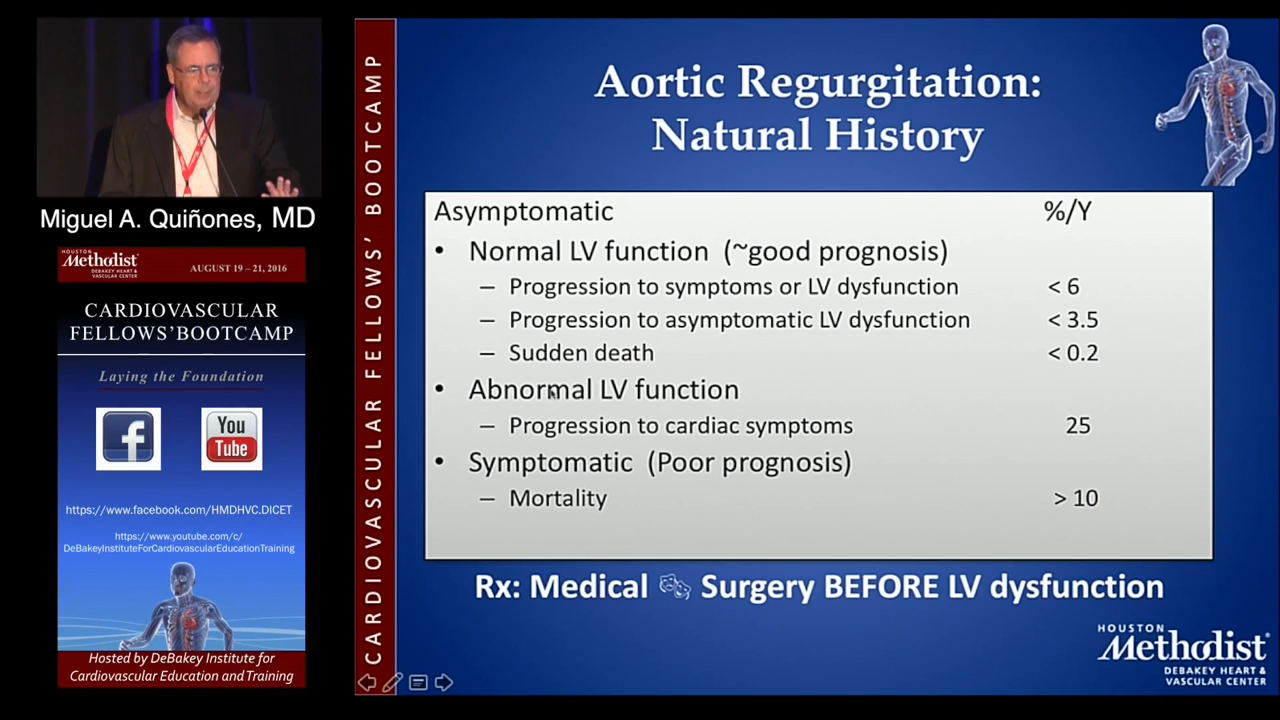 Miguel A. Quiñones, MD
HOUSTON
Methodist
DEBAKEY HEART &
VASCULAR CENTER
AUGUST 19 – 21, 2016
CARDIOVASCULAR
FELLOWS'BOOTCAMP
Laying the Foundation
f
You
Tube
https://www.facebook.com/HMDHVC.DICET
https://www.youtube.com/c/
DeBakeyInstituteForCardiovascularEducationTraining
Hosted by DeBakey Institute for
Cardiovascular Education and Training
CARDIOVASCULAR FELLOWS' BOOTCAMP
Aortic Regurgitation:
Natural History
Asymptomatic %/Y
• Normal LV function (~good prognosis)
– Progression to symptoms or LV dysfunction < 6
– Progression to asymptomatic LV dysfunction < 3.5
– Sudden death < 0.2
• Abnormal LV function
– Progression to cardiac symptoms 25
• Symptomatic (Poor prognosis)
– Mortality > 10
Rx: Medical Surgery BEFORE LV dysfunction
HOUSTON
Methodist
DEBAKEY HEART &
VASCULAR CENTER